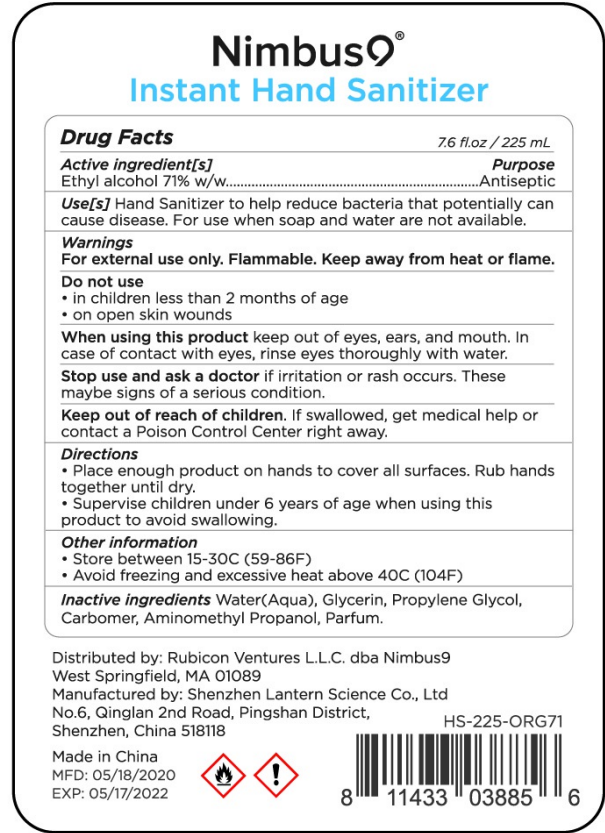 Nimbus9®
Instant Hand Sanitizer
Drug Facts 7.6 fl.oz / 225 mL
Active ingredient[s] Purpose
Ethyl alcohol 71% w/w......................................................Antiseptic
Use[s] Hand Sanitizer to help reduce bacteria that potentially can
cause disease. For use when soap and water are not available.
Warnings
For external use only. Flammable. Keep away from heat or flame.
Do not use
• in children less than 2 months of age
• on open skin wounds
When using this product keep out of eyes, ears, and mouth. In
case of contact with eyes, rinse eyes thoroughly with water.
Stop use and ask a doctor if irritation or rash occurs. These
maybe signs of a serious condition.
Keep out of reach of children. If swallowed, get medical help or
contact a Poison Control Center right away.
Directions
• Place enough product on hands to cover all surfaces. Rub hands
together until dry.
• Supervise children under 6 years of age when using this
product to avoid swallowing.
Other information
• Store between 15-30C (59-86F)
• Avoid freezing and excessive heat above 40C (104F)
Inactive ingredients Water(Aqua), Glycerin, Propylene Glycol,
Carbomer, Aminomethyl Propanol, Parfum.
Distributed by: Rubicon Ventures L.L.C. dba Nimbus9
West Springfield, MA 01089
Manufactured by: Shenzhen Lantern Science Co., Ltd
No.6, Qinglan 2nd Road, Pingshan District,
Shenzhen, China 518118
HS-225-ORG71
Made in China
MFD: 05/18/2020
EXP: 05/17/2022
8 11433 03885 6